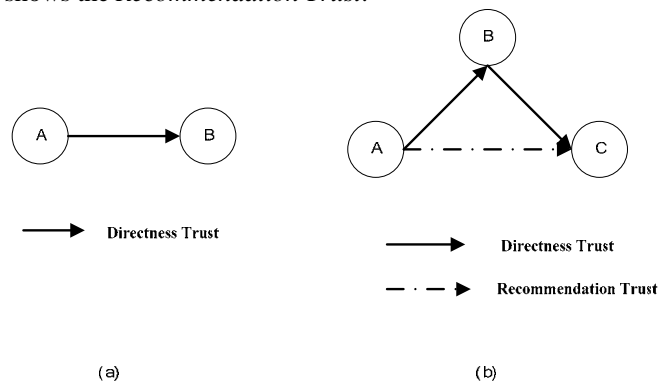 shows the Recommendation Trust.
B
A
B
A
C
Directness Trust
Directness Trust
Recommendation Trust
(a)
(b)